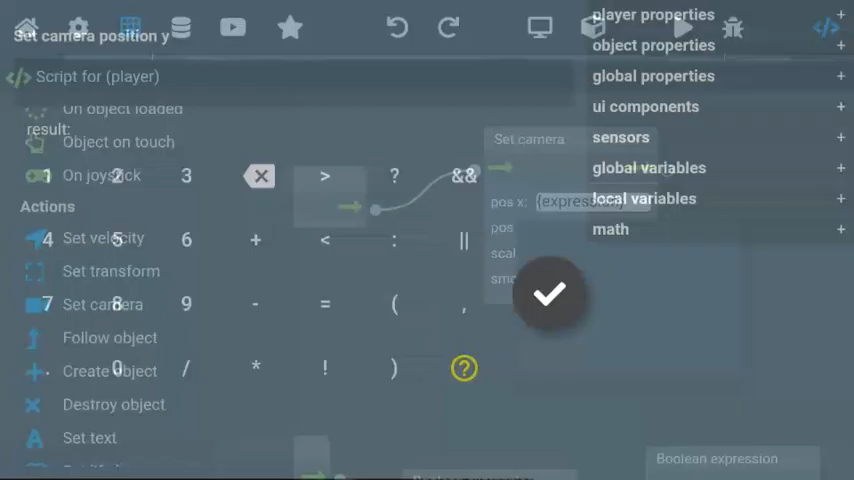 player properties +
Set camera position y
object properties +
Script for (player)
global properties +
On object loaded
ui components +
result:
sensors +
Set camera
Object on touch
global variables +
On joystick
1 2 3 > ? &&
pos x: (expression)
local variables +
Actions
pos
math +
Set velocity
4 5 6 + < : ||
scal
Set transform
smo
Set camera
7 8 9 - = ( ,
Follow object
. 0 / * ! ) ?
Create object
Destroy object
Set text
Boolean expression